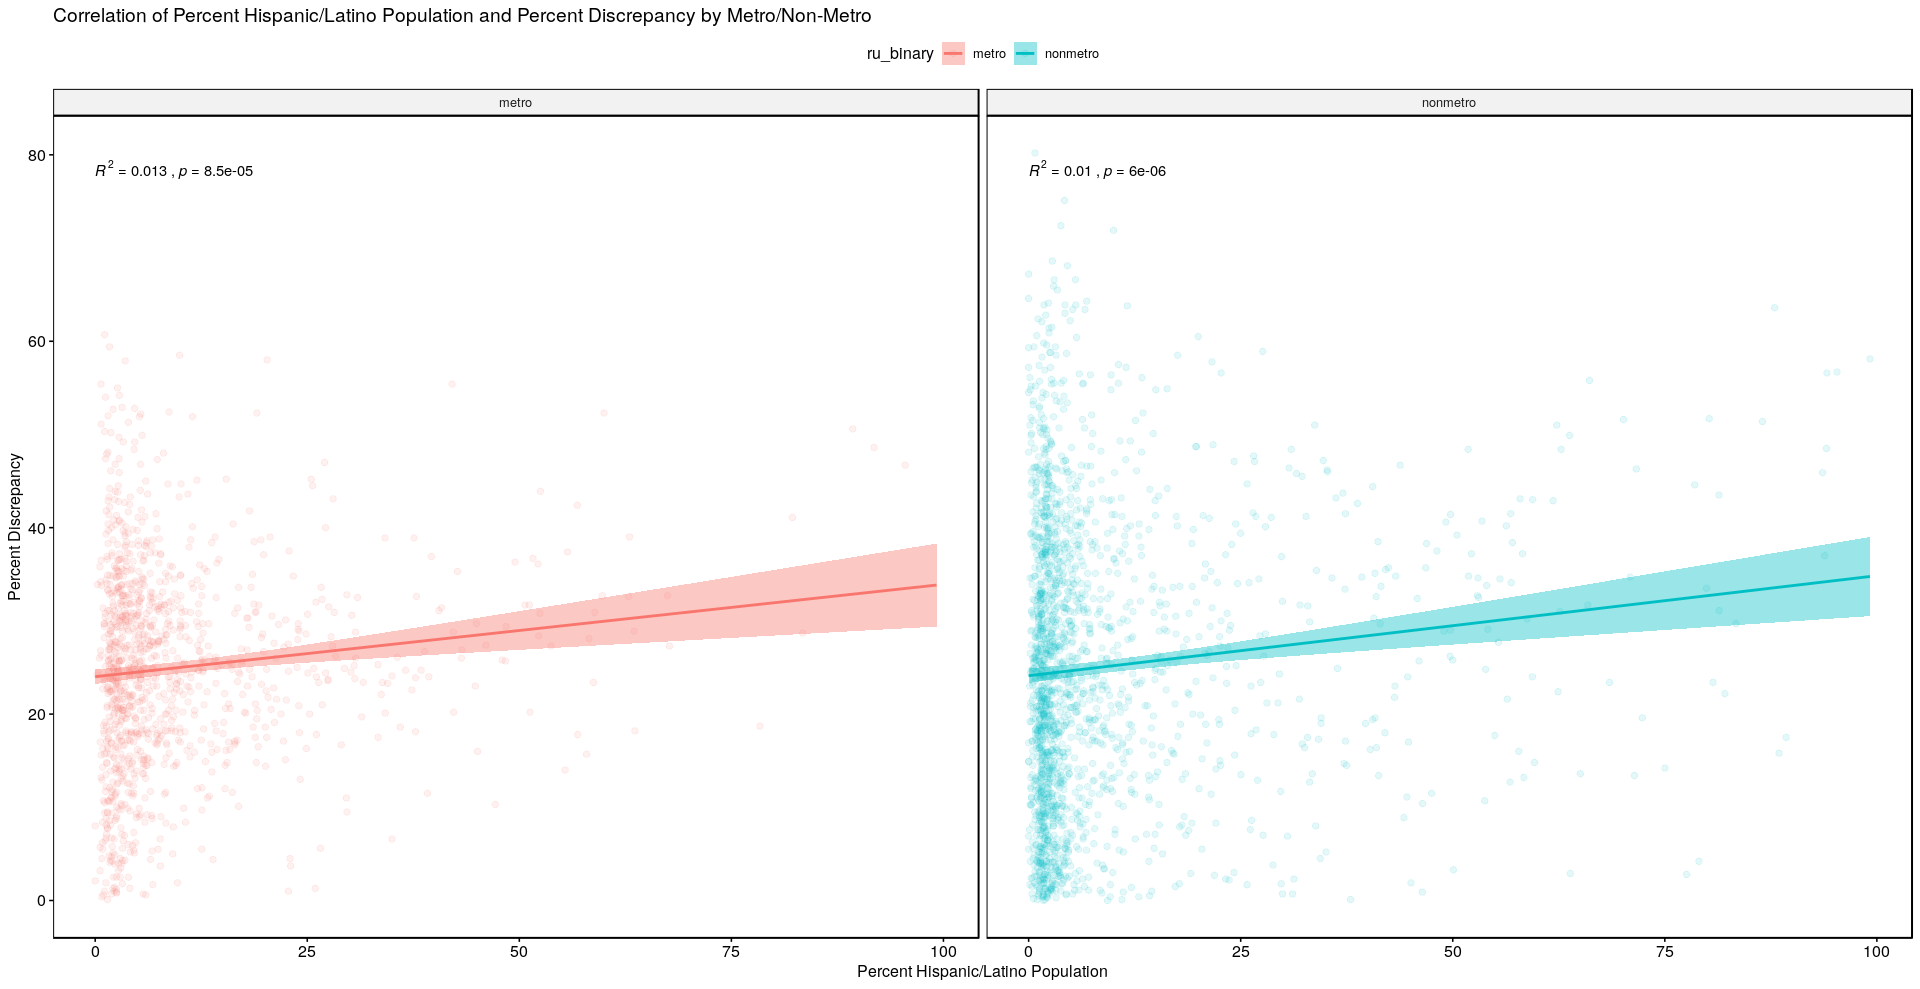 Correlation of Percent Hispanic/Latino Population and Percent Discrepancy by Metro/Non-Metro
ru_binary metro nonmetro
metro
nonmetro
R2 = 0.013 , p = 8.5e-05
R2 = 0.01 , p = 6e-06
Percent Discrepancy
80
60
40
20
0
0 25 50 75 100
0 25 50 75 100
Percent Hispanic/Latino Population